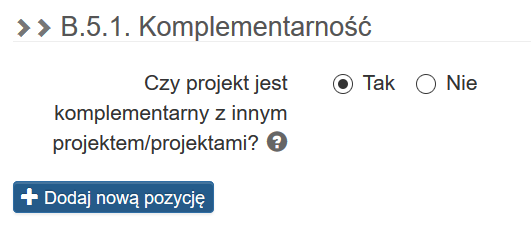 B.5.1. Komplementarność
Czy projekt jest Tak Nie
komplementarny z innym
projektem/projektami? ?
+ Dodaj nową pozycję